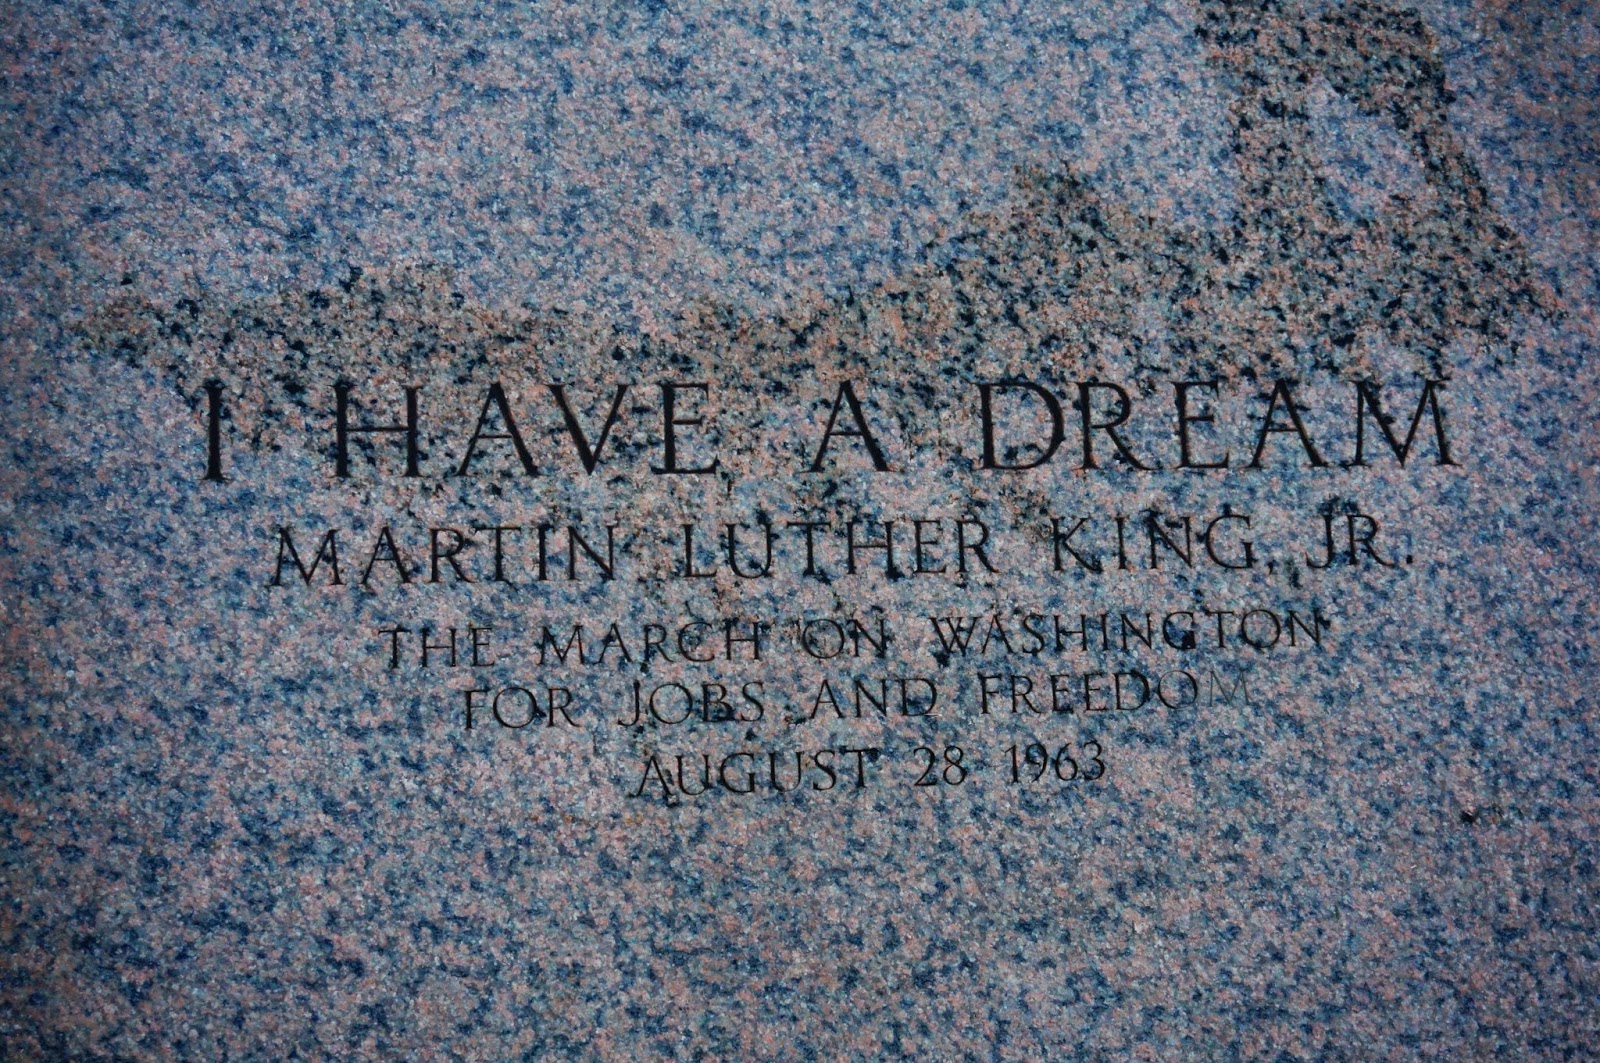 I HAVE A DREAM
MARTIN LUTHER KING, JR.
THE MARCH ON WASHINGTON
FOR JOBS AND FREEDOM
AUGUST 28 1963